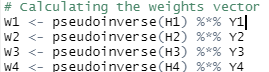 # Calculating the weights vector
W1 <- pseudoinverse(H1) %*% Y1
W2 <- pseudoinverse(H2) %*% Y2
W3 <- pseudoinverse(H3) %*% Y3
W4 <- pseudoinverse(H4) %*% Y4